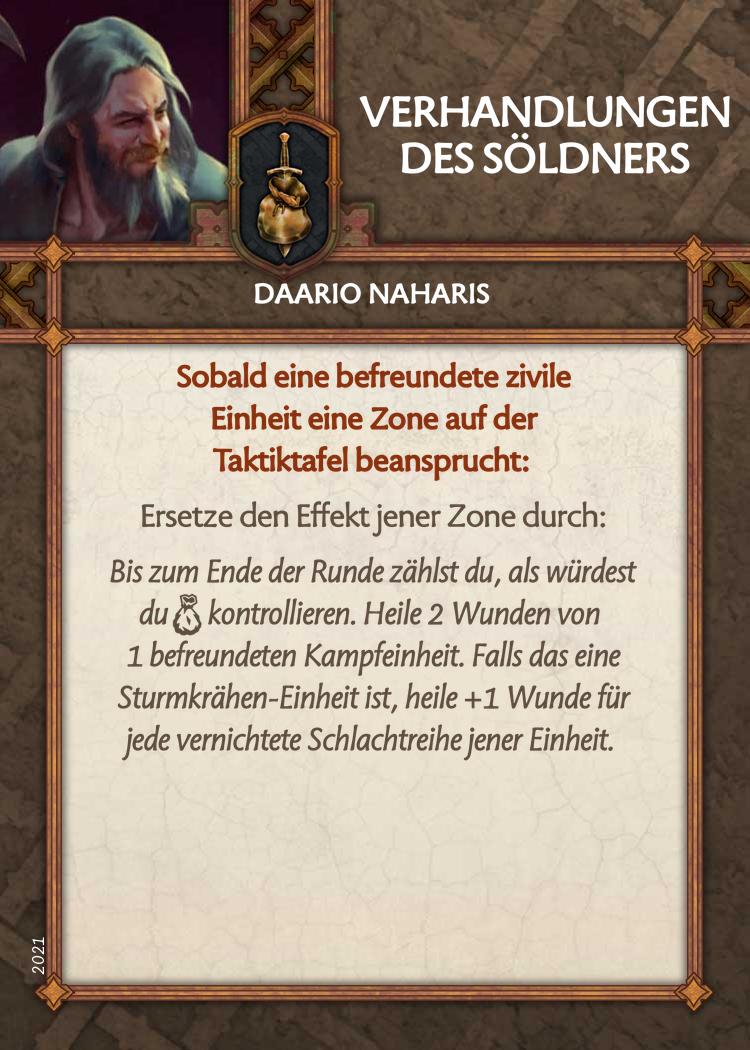 VERHANDLUNGEN
DES SÖLDNERS
DAARIO NAHARIS
Sobald eine befreundete zivile
Einheit eine Zone auf der
Taktiktafel beansprucht:
Ersetze den Effekt jener Zone durch:
Bis zum Ende der Runde zählst du, als würdest
du kontrollieren. Heile 2 Wunden von
1 befreundeten Kampfeinheit. Falls das eine
Sturmkrähen-Einheit ist, heile +1 Wunde für
jede vernichtete Schlachtreihe jener Einheit.
2021